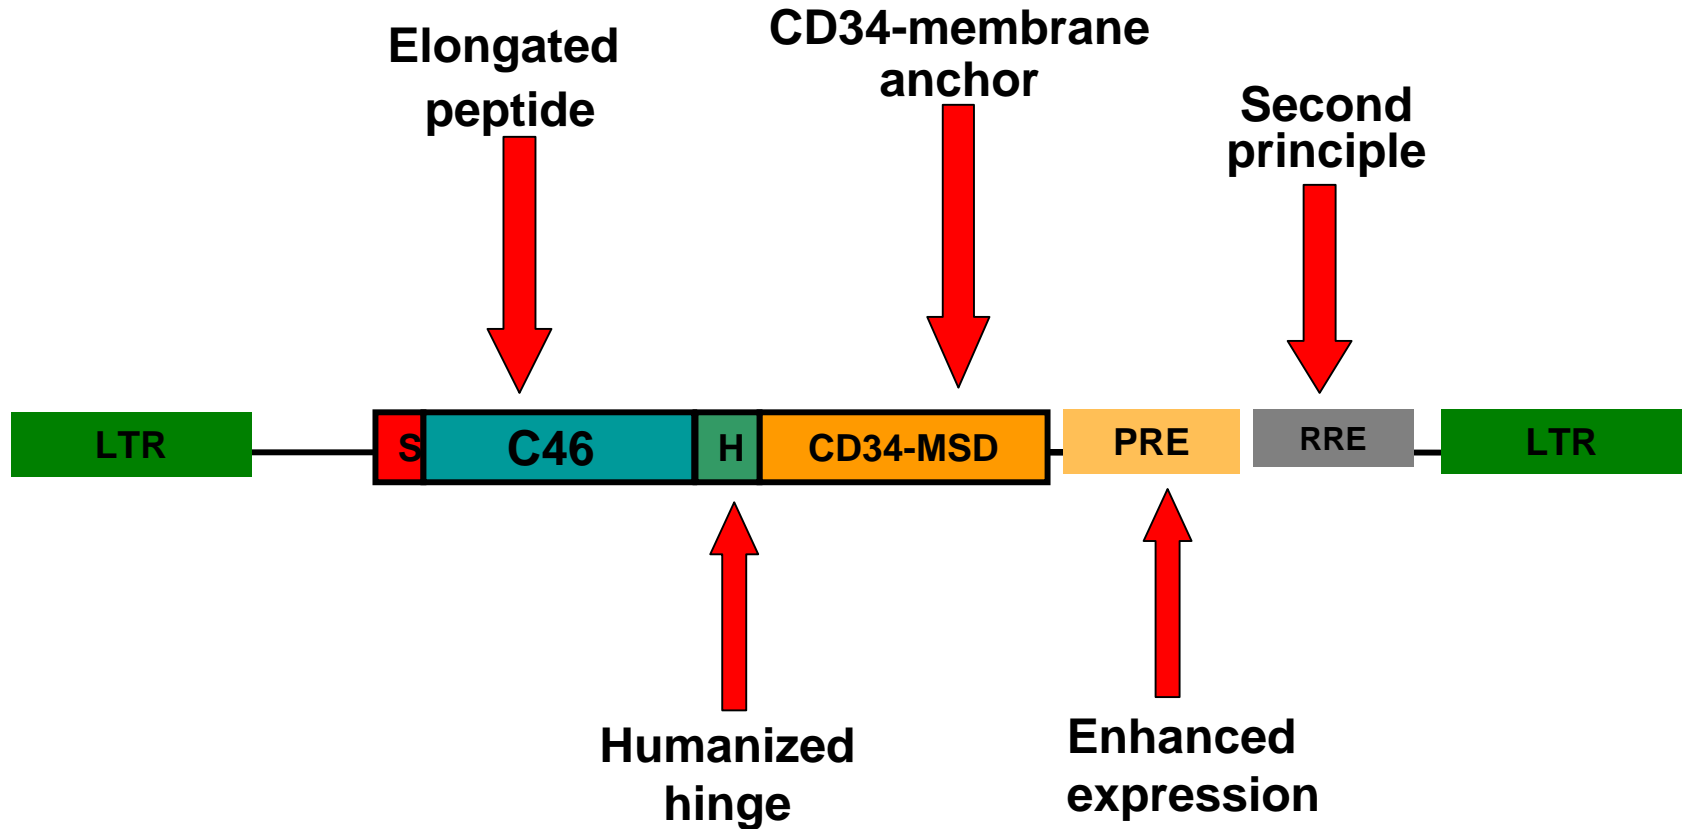 Elongated
peptide
CD34-membrane
anchor
Second
principle
LTR
S
C46
H
CD34-MSD
PRE
RRE
LTR
Humanized
hinge
Enhanced
expression